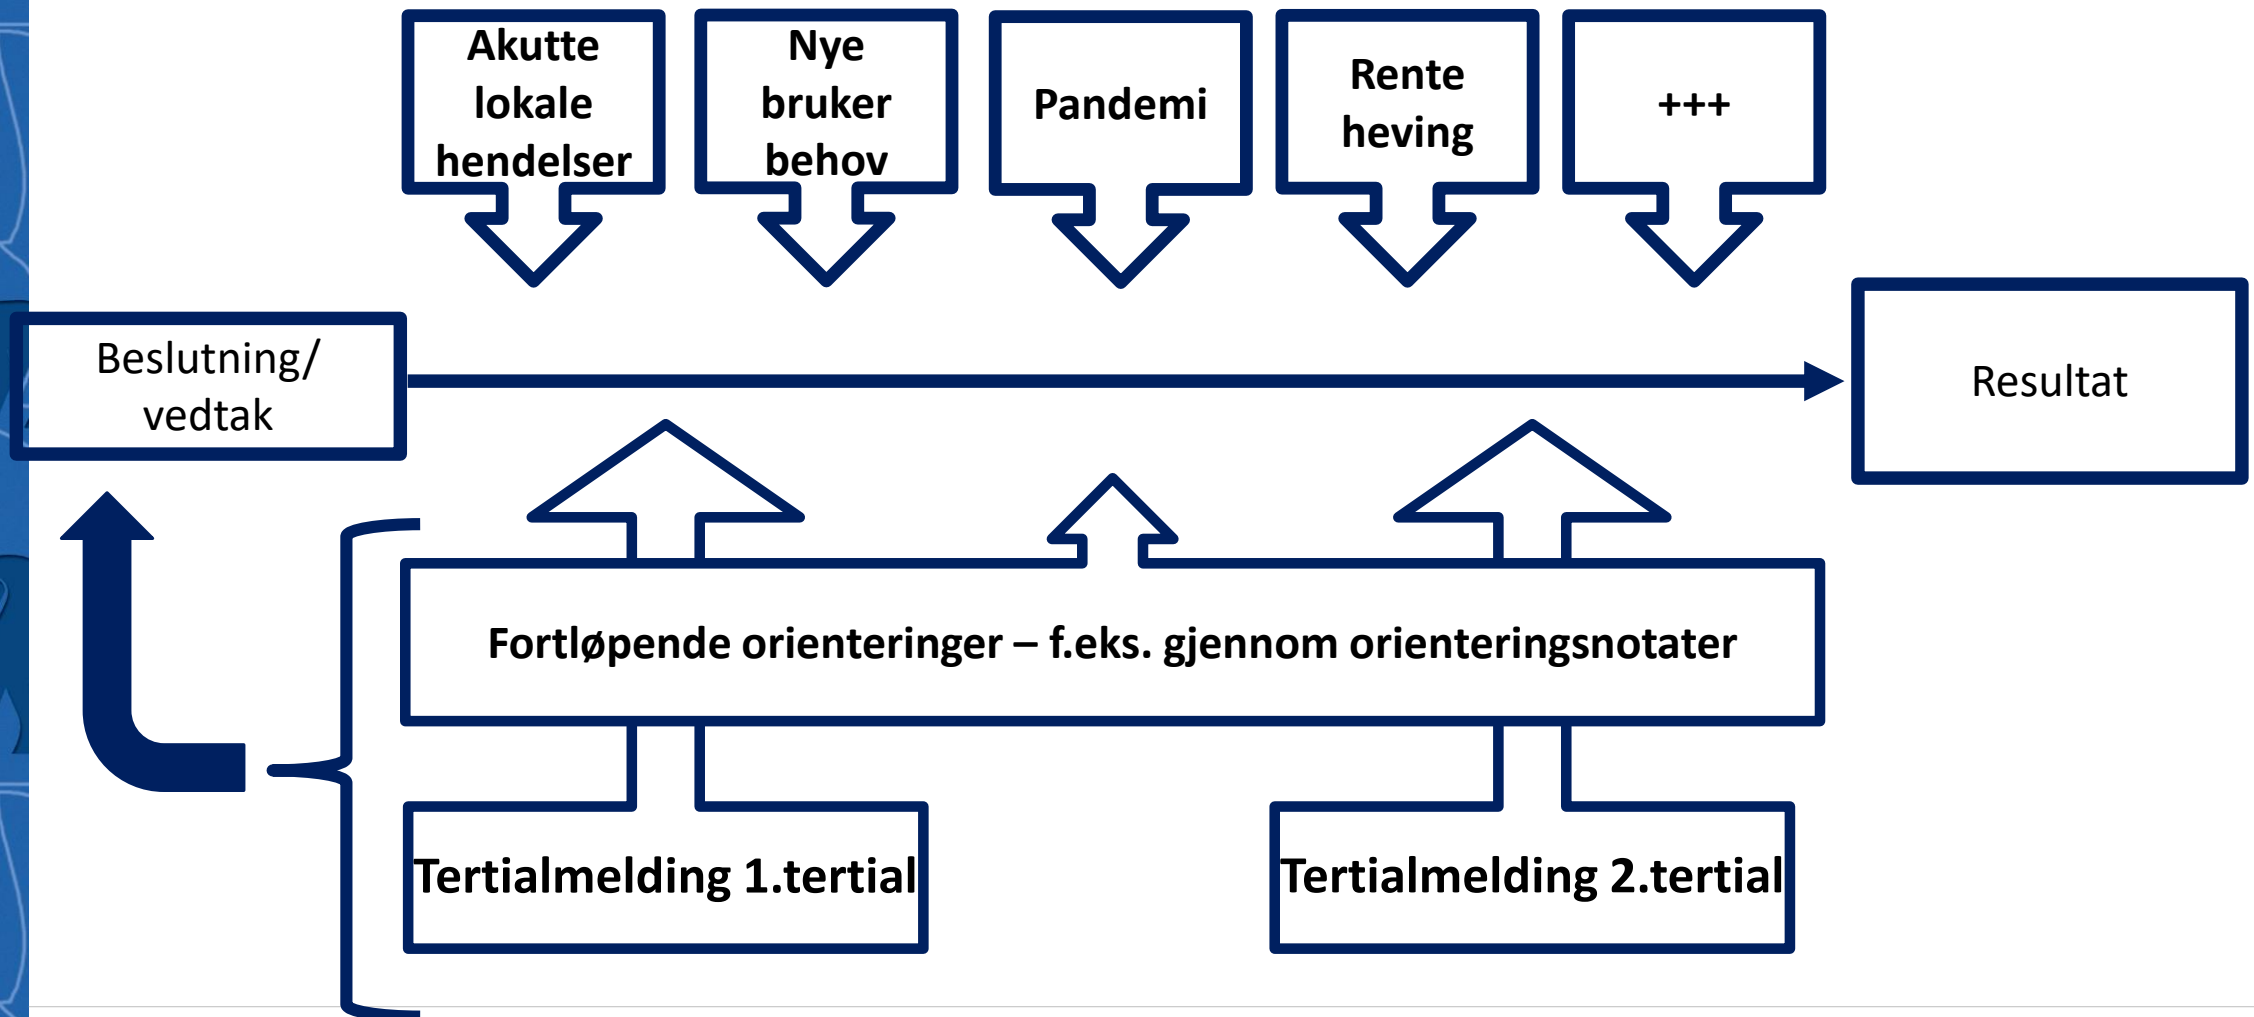 Akutte
lokale
hendelser
Nye
bruker
behov
Pandemi
Rente
heving
+++
Beslutning/
vedtak
Resultat
Fortløpende orienteringer – f.eks. gjennom orienteringsnotater
Tertialmelding 1.tertial
Tertialmelding 2.tertial